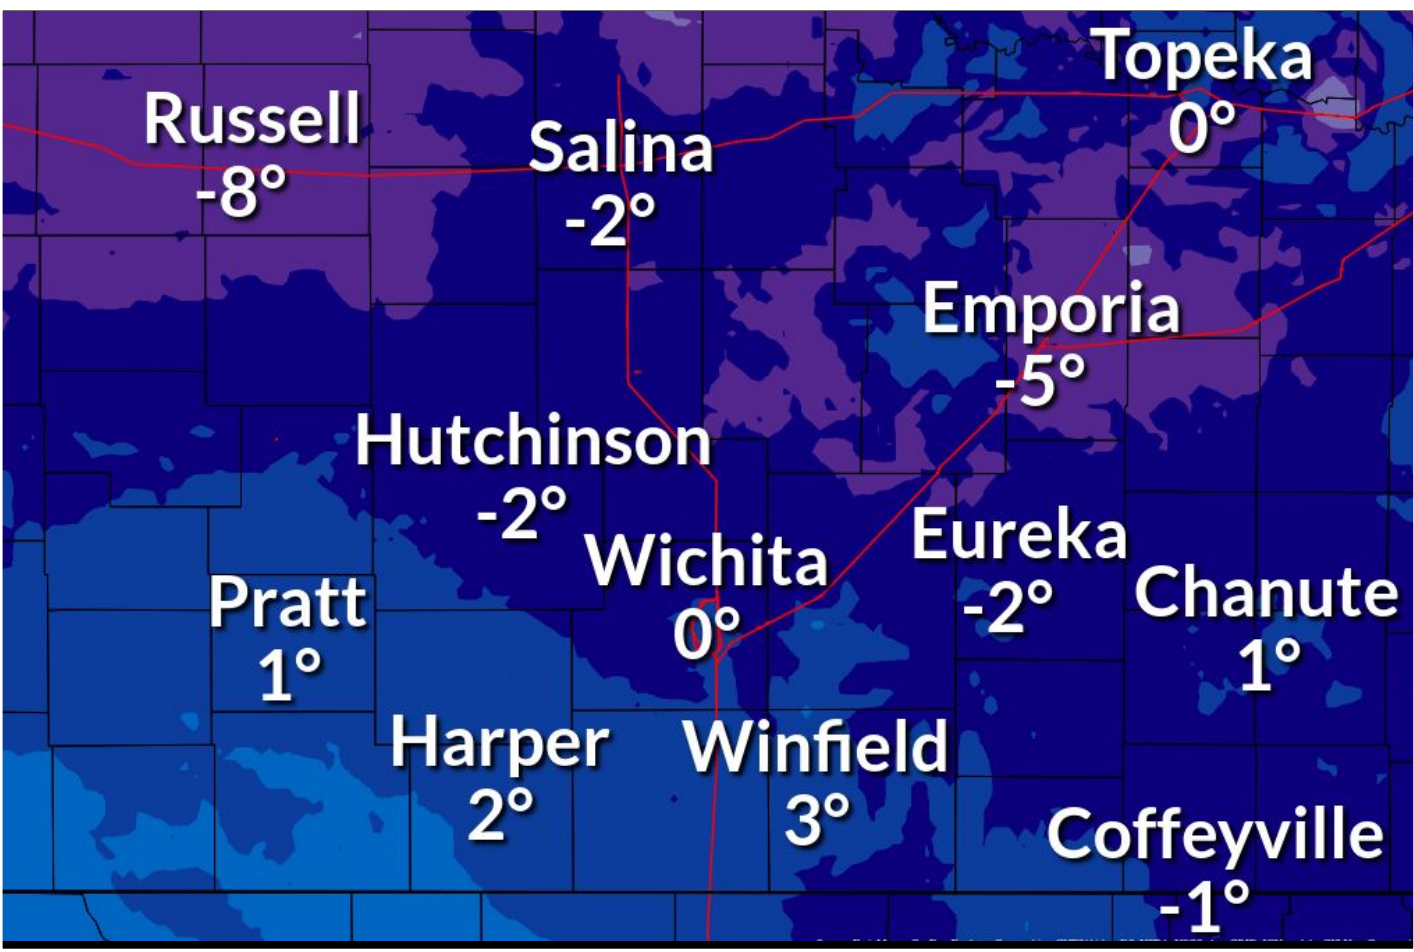 Topeka
0°
Russell
-8°
Salina
-2°
Emporia
-5°
Hutchinson
-2°
Eureka
-2°
Wichita
0°
Chanute
1°
Pratt
1°
Harper
2°
Winfield
3°
Coffeyville
-1°